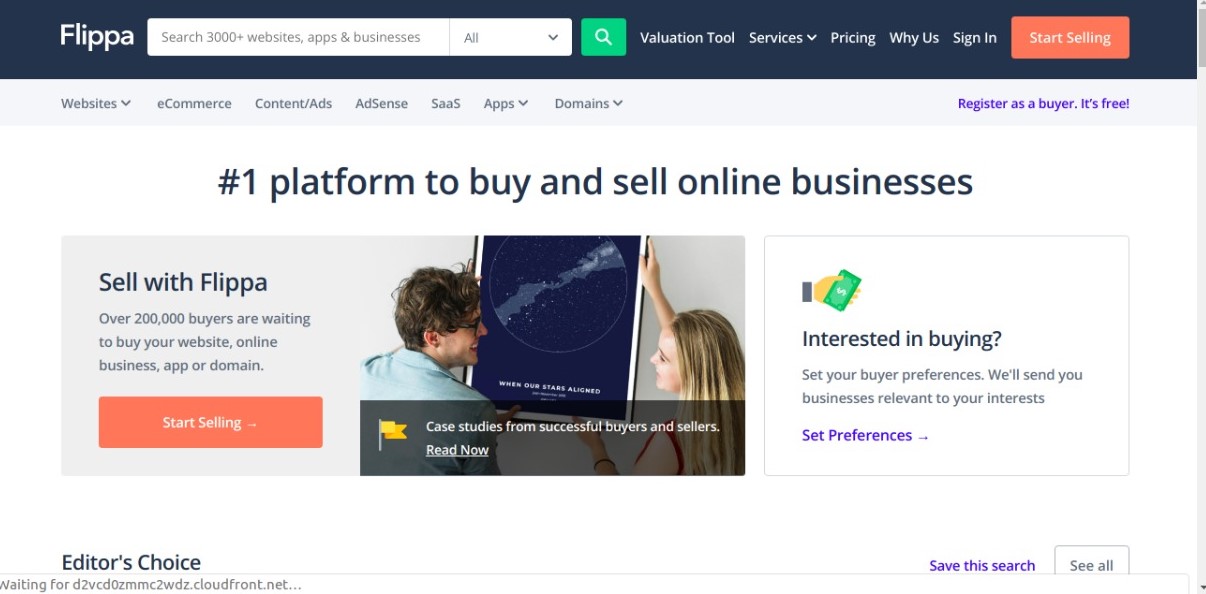 Flippa
Search 3000+ websites, apps & businesses
All
Valuation Tool
Services
Pricing
Why Us
Sign In
Start Selling
Websites
eCommerce
Content/Ads
AdSense
SaaS
Apps
Domains
Register as a buyer. It's free!
#1 platform to buy and sell online businesses
Sell with Flippa
Over 200,000 buyers are waiting
to buy your website, online
business, app or domain.
Start Selling →
WHEN OUR STARS ALIGNED
Case studies from successful buyers and sellers.
Read Now
$
Interested in buying?
Set your buyer preferences. We'll send you
businesses relevant to your interests
Set Preferences →
Editor's Choice
Save this search
See all
Waiting for d2vcd0zmmc2wdz.cloudfront.net...